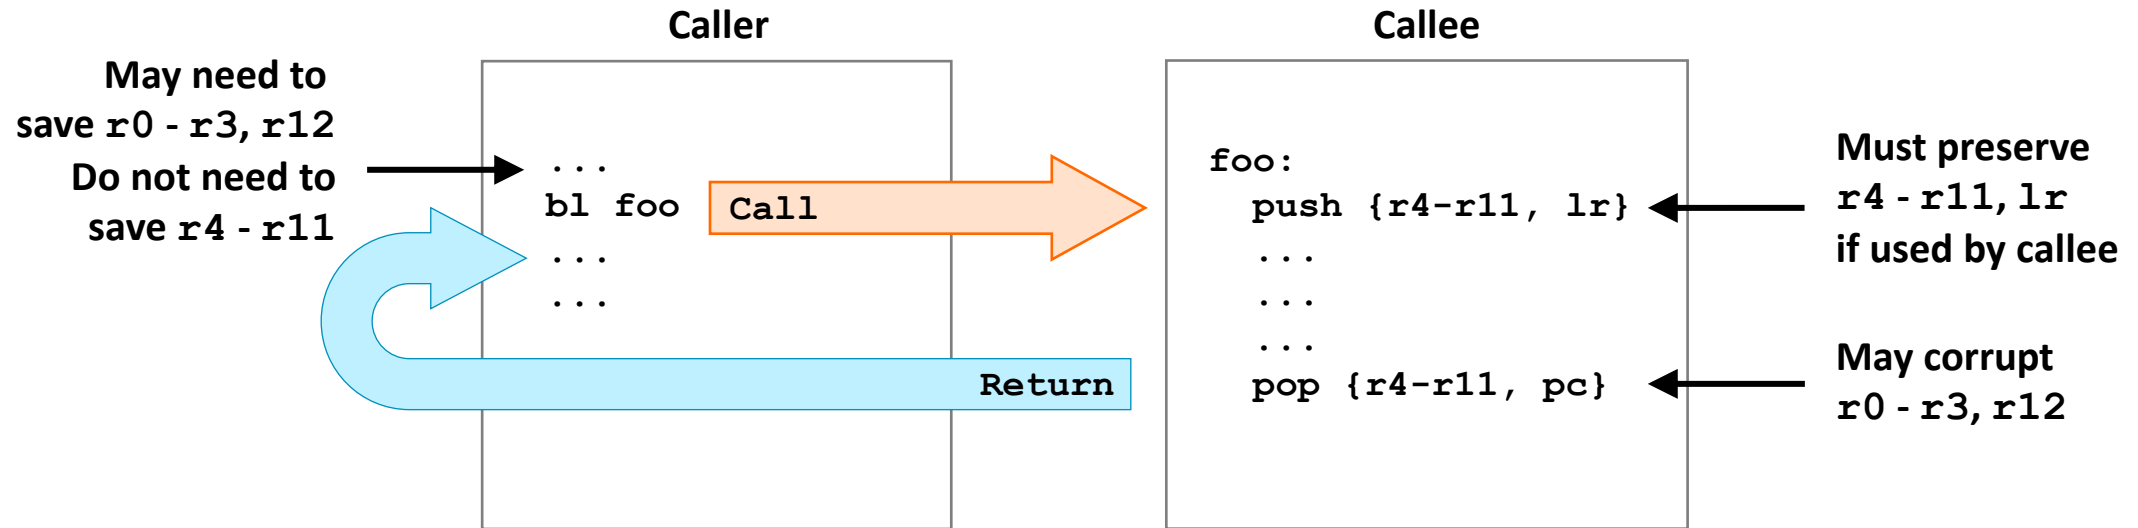 Caller
May need to
save r0 - r3, r12
Do not need to
save r4 - r11
...
bl foo
...
...
Call
Return
Callee
foo:
push {r4-r11, lr}
...
...
...
pop {r4-r11, pc}
Must preserve
r4 - r11, lr
if used by callee
May corrupt
r0 - r3, r12